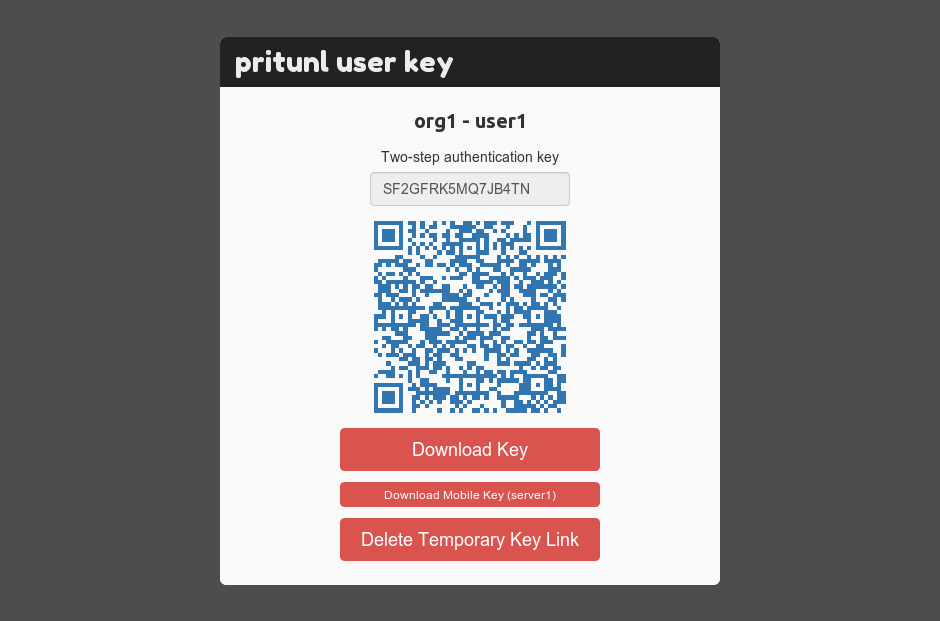 pritunl user key
org1 - user1
Two-step authentication key
SF2GFRK5MQ7JB4TN
Download Key
Download Mobile Key (server1)
Delete Temporary Key Link